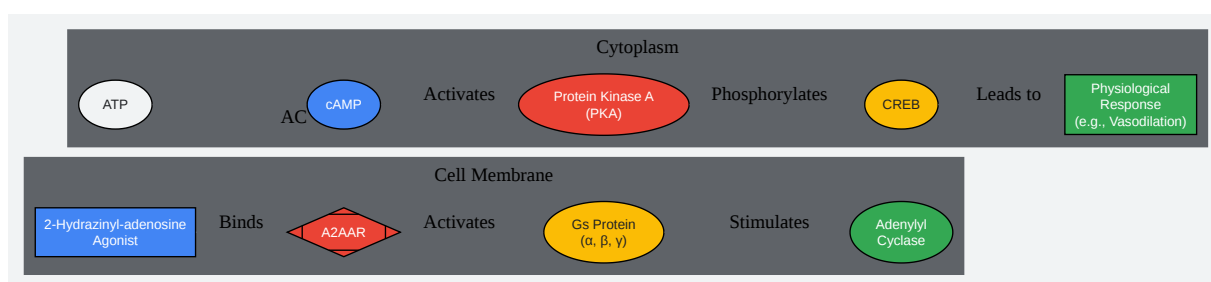 Cytoplasm
ATP
AC
cAMP
Activates
Protein Kinase A
(PKA)
Phosphorylates
CREB
Leads to
Physiological
Response
(e.g., Vasodilation)
Cell Membrane
2-Hydrazinyl-adenosine
Agonist
Binds
A2AAR
Activates
Gs Protein
(α, β, γ)
Stimulates
Adenylyl
Cyclase